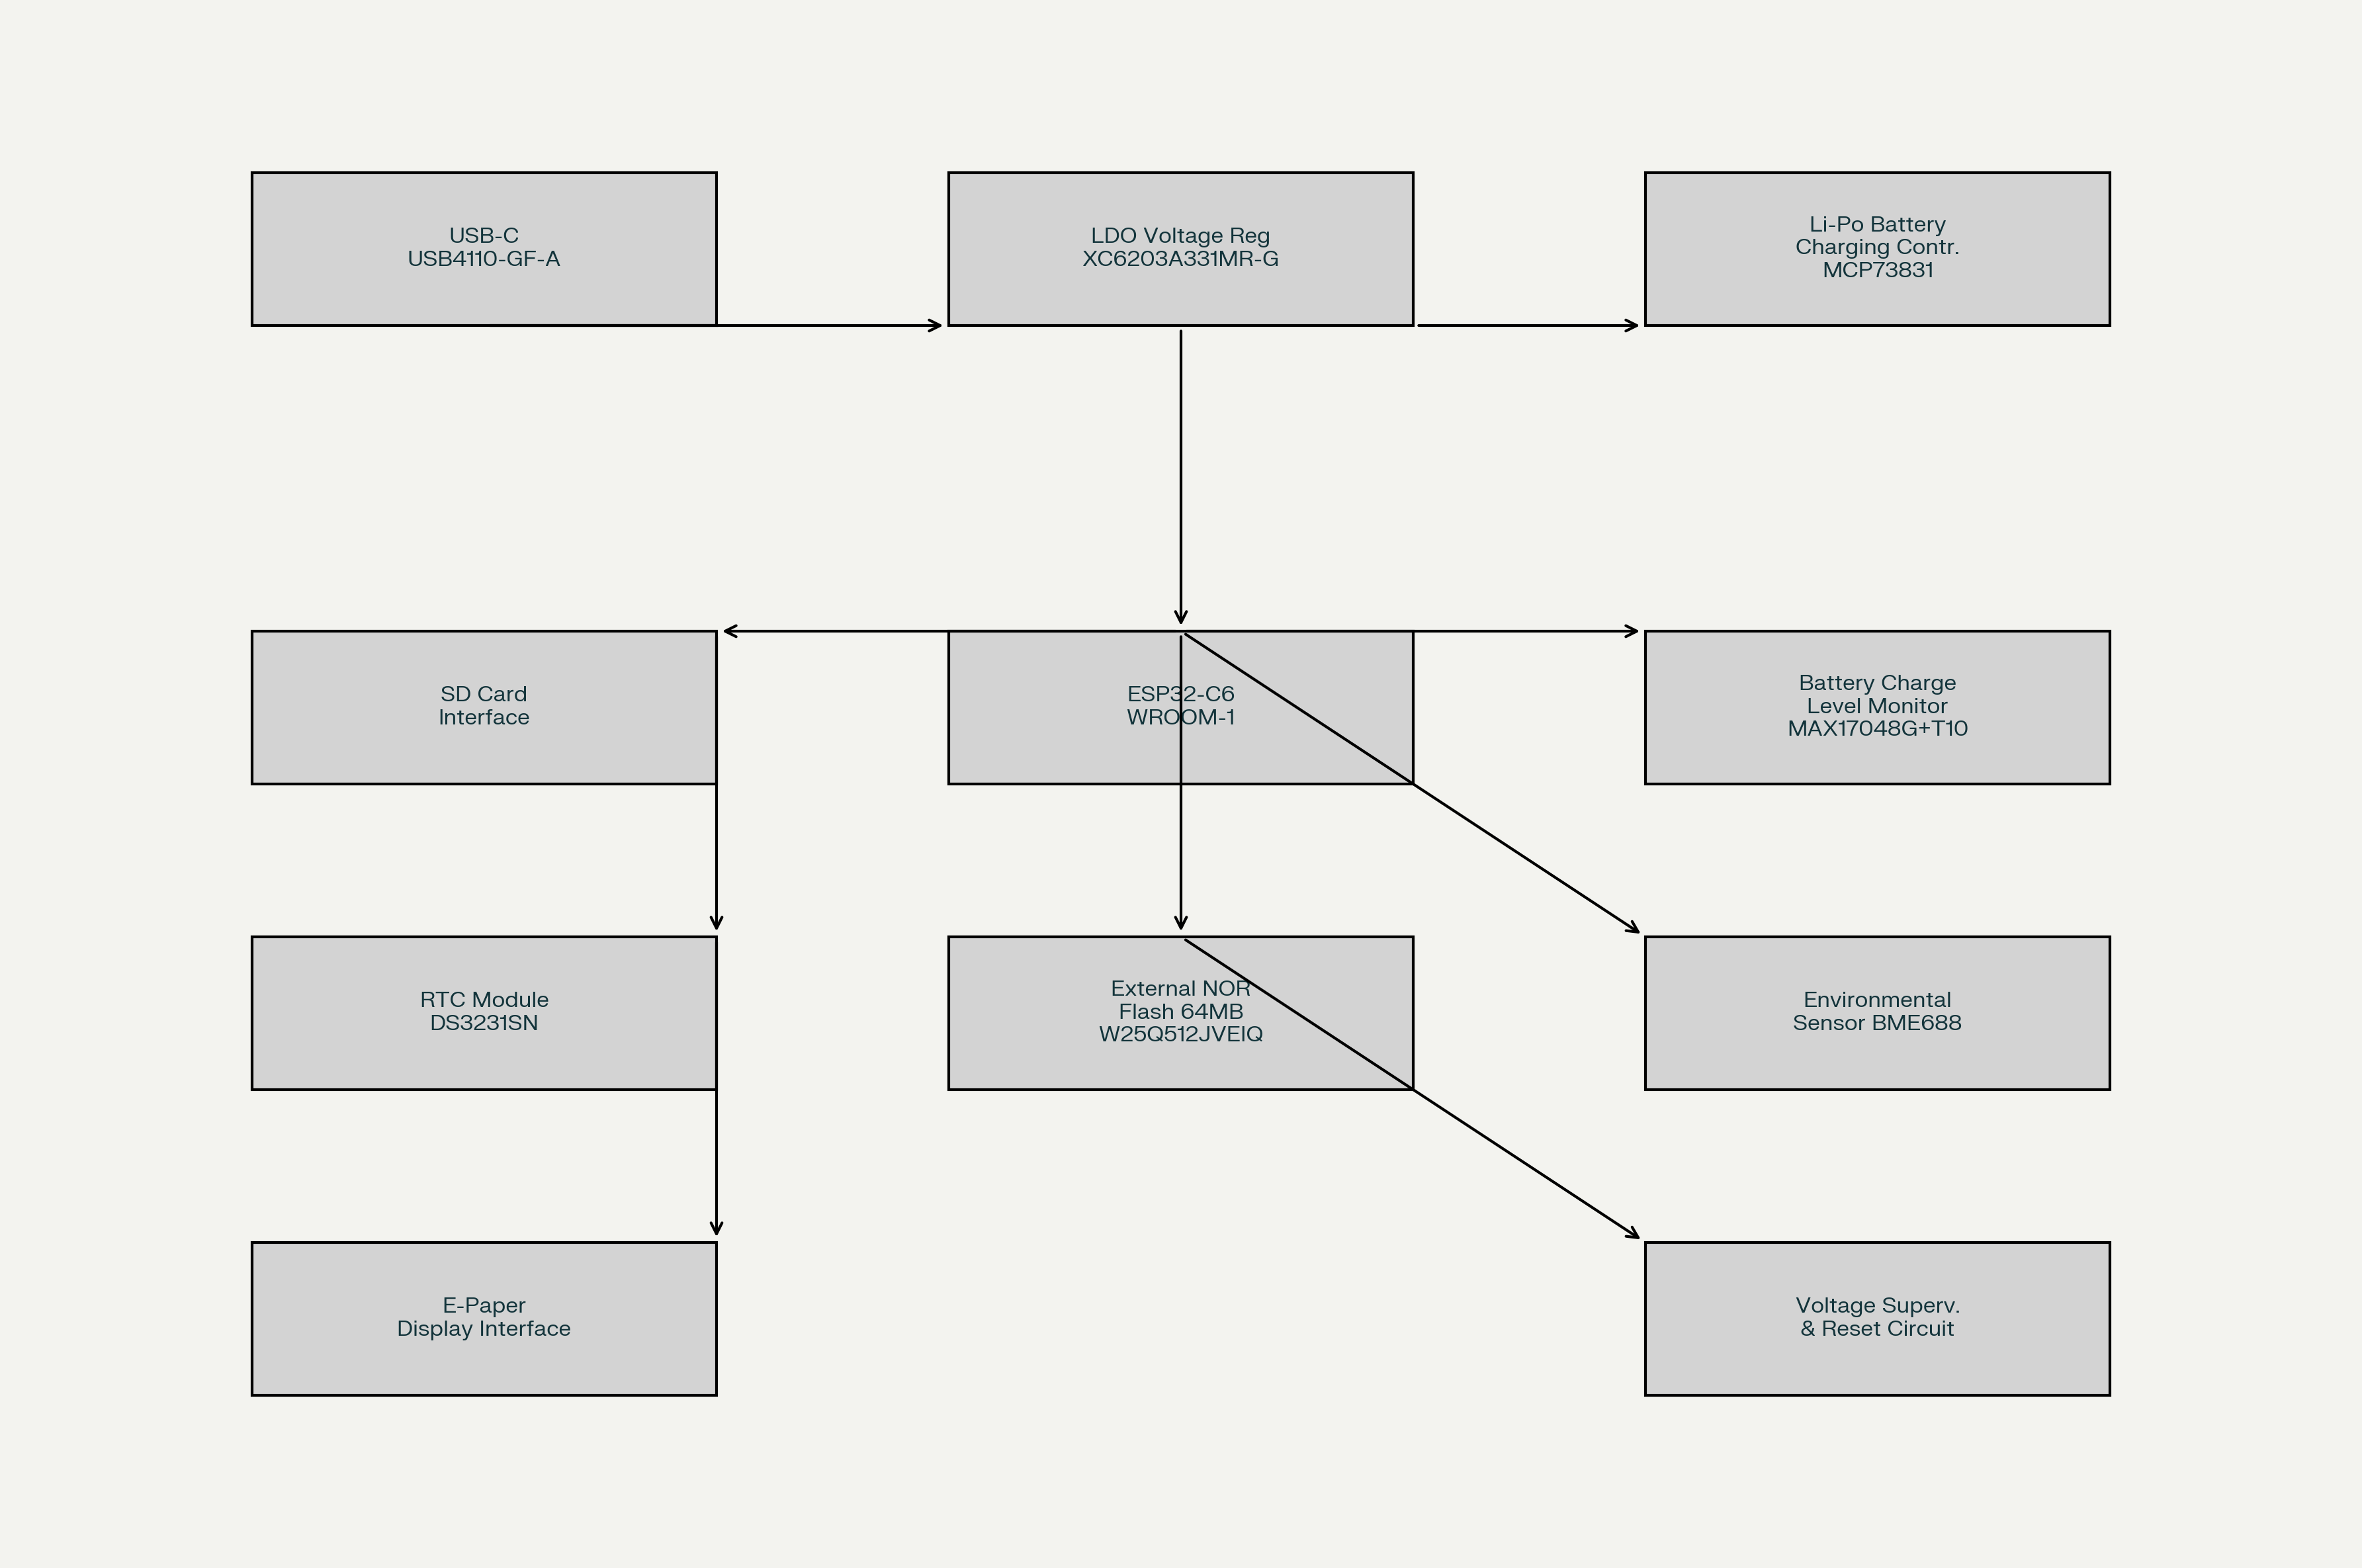 USB-C
USB4110-GF-A
LDO Voltage Reg
XC6203A331MR-G
Li-Po Battery
Charging Contr.
MCP73831
SD Card
Interface
ESP32-C6
WROOM-1
Battery Charge
Level Monitor
MAX17048G+T10
RTC Module
DS3231SN
External NOR
Flash 64MB
W25Q512JVEIQ
Environmental
Sensor BME688
E-Paper
Display Interface
Voltage Superv.
& Reset Circuit